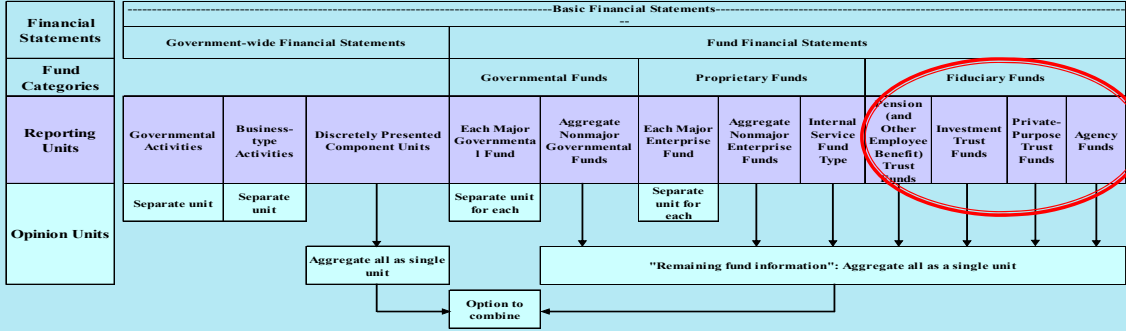 Financial
Statements
------Basic Financial Statements------
--
Government-wide Financial Statements
Fund Financial Statements
Fund
Categories
Governmental Funds
Proprietary Funds
Fiduciary Funds
Reporting
Units
Governmental
Activities
Business-
type Activities
Discretely Presented
Component Units
Each Major
Governmenta
l Fund
Aggregate
Nonmajor
Governmental
Funds
Each Major
Enterprise
Fund
Aggregate
Nonmajor
Enterprise
Funds
Internal
Service
Fund
Type
Pension
(and
Other
Employee
Benefit)
Trust
Funds
Investment
Trust
Funds
Private-
Purpose
Trust
Funds
Agency
Funds
Opinion Units
Separate unit
Separate
unit
Separate unit
for each
Separate
unit for
each
Aggregate all as single
unit
"Remaining fund information": Aggregate all as a single unit
Option to
combine